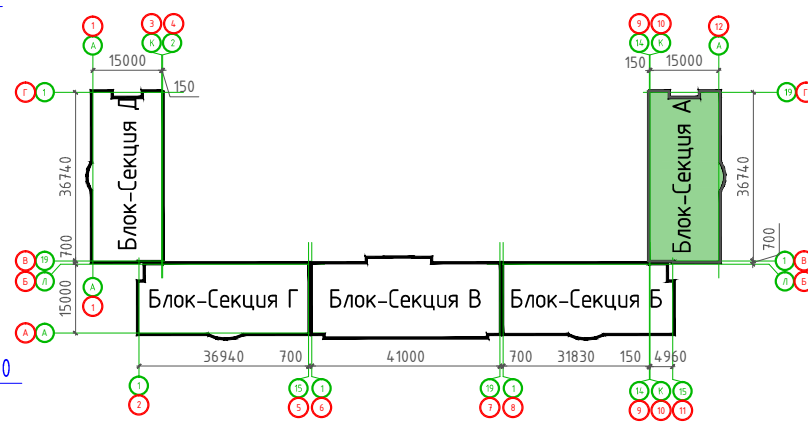 1 3 4 9 10 12
А К 2 14 К А
15000 150 15000
150
Г 1 19 Г
Блок-Секция Д
Блок-Секция А
36740
36740
700
700
В 19 1 В
Б Л Л Б
А
1
15000
Блок-Секция Г Блок-Секция В Блок-Секция Б
А А
36940 700 41000 700 31830 150 4960
0
1 15 1 19 1 14 К 15
2 5 6 7 8 9 10 11